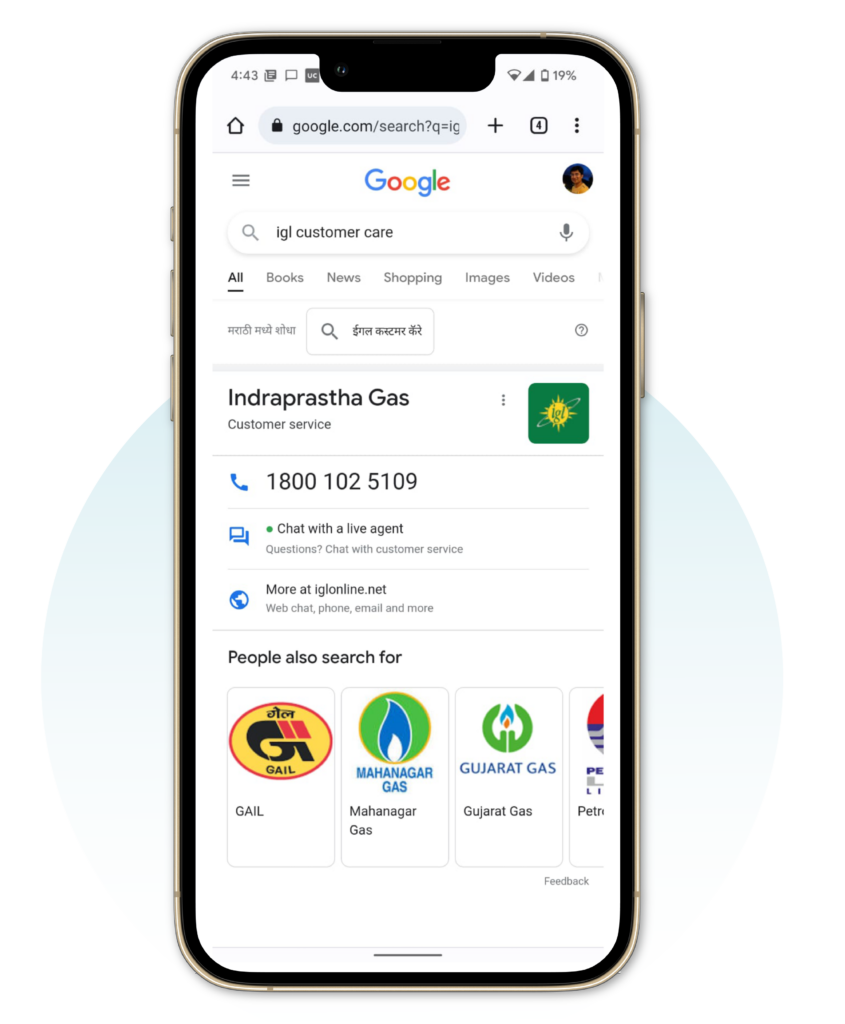 4:43 UC 19%
google.com/search?q=ig
4
Google
igl customer care
All Books News Shopping Images Videos
मराठी मध्ये शोधा ईगल कस्टमर कॅरे
Indraprastha Gas
igl
Customer service
1800 102 5109
Chat with a live agent
Questions? Chat with customer service
More at iglonline.net
Web chat, phone, email and more
People also search for
गेल
GAIL
MAHANAGAR
GAS
GUJARAT GAS
PE
L I
GAIL
Mahanagar
Gas
Gujarat Gas
Petr
Feedback